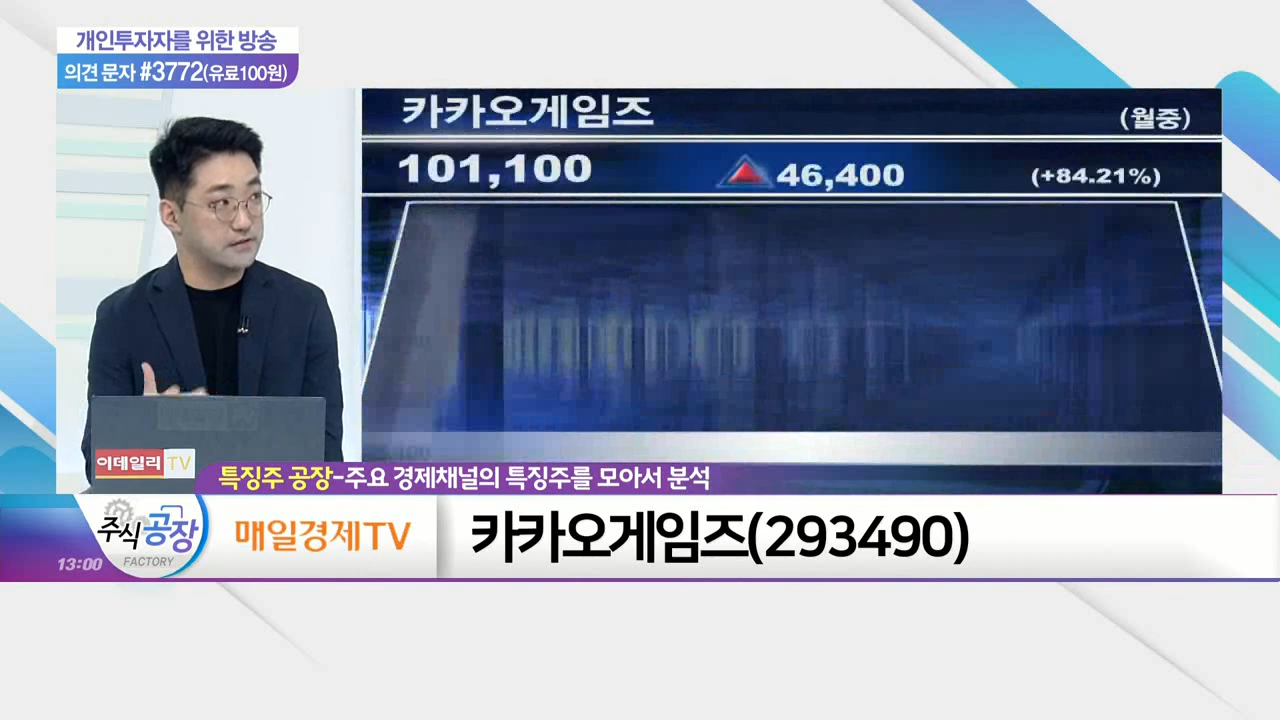 개인투자자를 위한 방송
의견 문자 #3772(유료100원)
카카오게임즈
(월중)
101,100
▲ 46,400
(+84.21%)
이데일리 TV
특징주 공장-주요 경제채널의 특징주를 모아서 분석
주식공장
FACTORY
13:00
매일경제TV
카카오게임즈(293490)